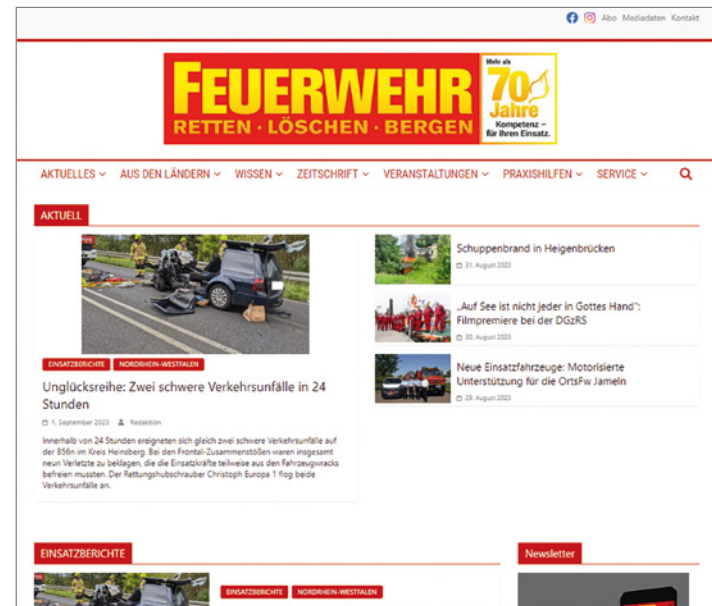 Abo Mediadaten Kontakt
FEUERWEHR
RETTEN · LÖSCHEN · BERGEN
Mehr als
70
Jahre
Kompetenz –
für Ihren Einsatz.
AKTUELLES AUS DEN LÄNDERN WISSEN ZEITSCHRIFT VERANSTALTUNGEN PRAXISHILFEN SERVICE
AKTUELL
EINSATZBERICHTE NORDRHEIN-WESTFALEN
Unglücksreihe: Zwei schwere Verkehrsunfälle in 24
Stunden
1. September 2023 Redaktion
Innerhalb von 24 Stunden ereigneten sich gleich zwei schwere Verkehrsunfälle auf
der B56n im Kreis Heinsberg. Bei den Frontal-Zusammenstößen waren insgesamt
neun Verletzte zu beklagen, die die Einsatzkräfte teilweise aus den Fahrzeugwracks
befreien mussten. Der Rettungshubschrauber Christoph Europa 1 flog beide
Verkehrsunfälle an.
Schuppenbrand in Heigenbrücken
31. August 2023
„Auf See ist nicht jeder in Gottes Hand“:
Filmpremiere bei der DGzRS
30. August 2023
Neue Einsatzfahrzeuge: Motorisierte
Unterstützung für die OrtsFw Jameln
29. August 2023
EINSATZBERICHTE
EINSATZBERICHTE NORDRHEIN-WESTFALEN
Newsletter